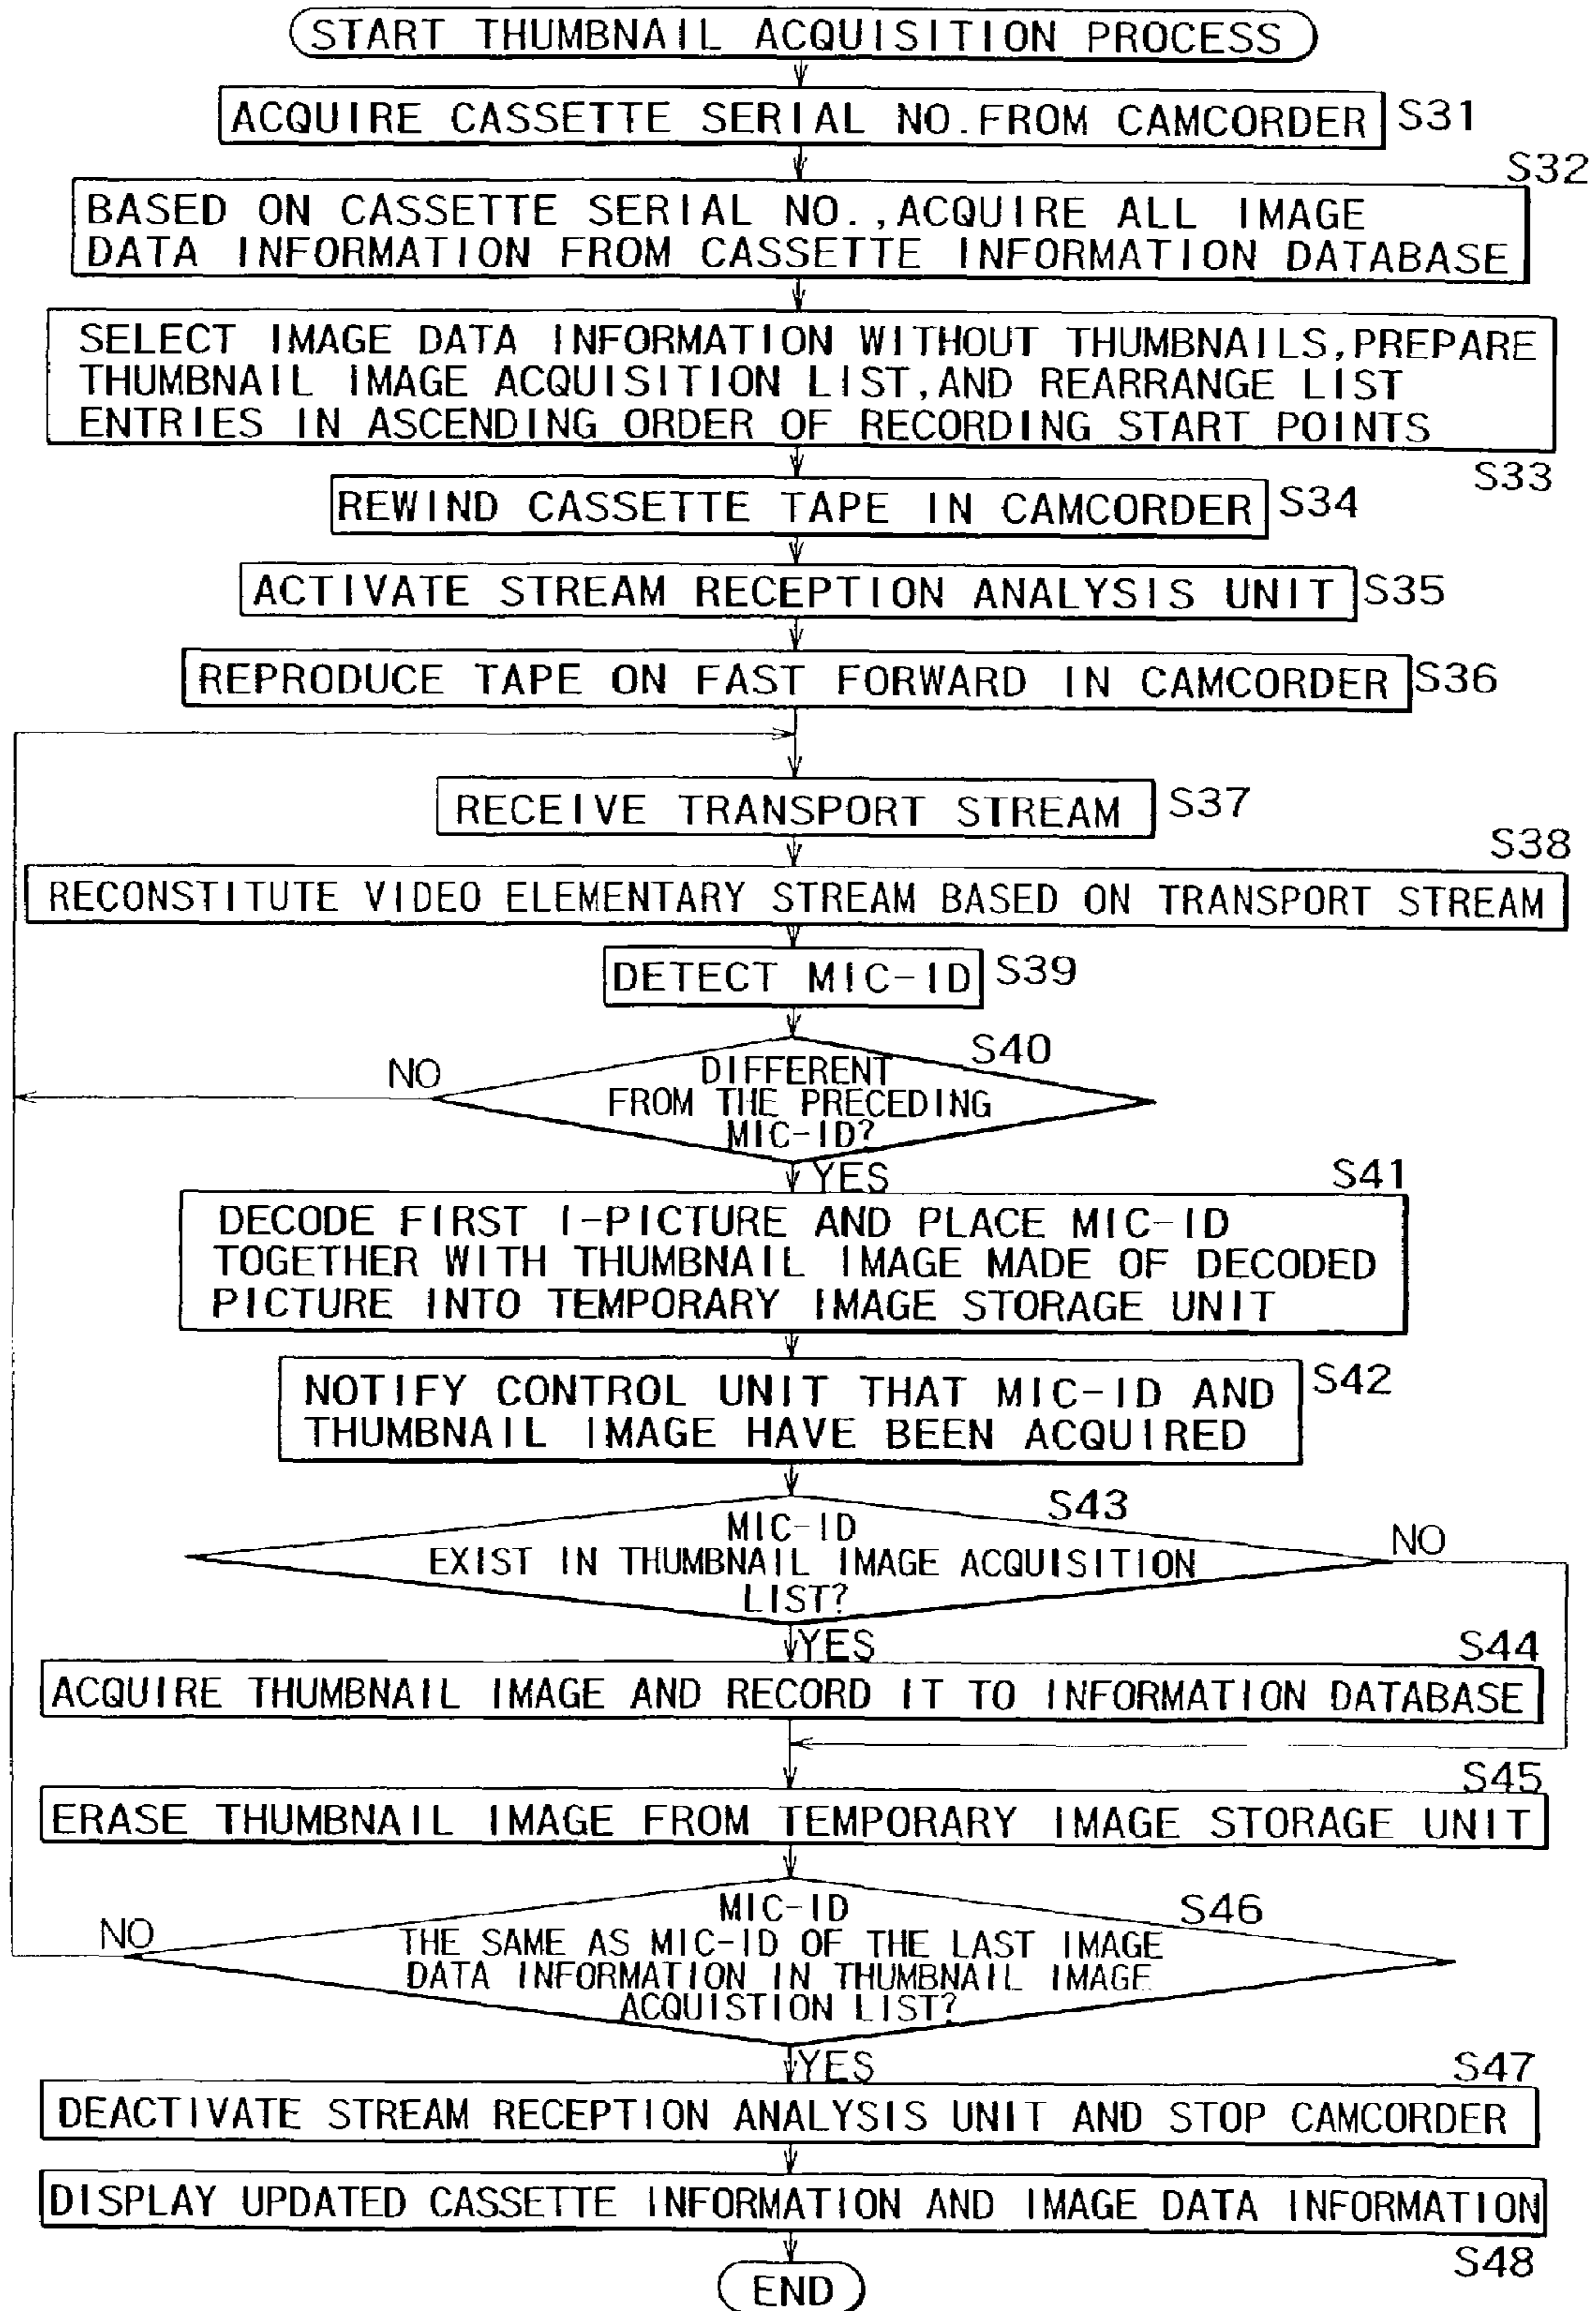 START THUMBNAIL ACQUISITION PROCESS
ACQUIRE CASSETTE SERIAL NO.FROM CAMCORDER
S31
S32
BASED ON CASSETTE SERIAL NO.,ACQUIRE ALL IMAGE
DATA INFORMATION FROM CASSETTE INFORMATION DATABASE
SELECT IMAGE DATA INFORMATION WITHOUT THUMBNAILS,PREPARE
THUMBNAIL IMAGE ACQUISITION LIST,AND REARRANGE LIST
ENTRIES IN ASCENDING ORDER OF RECORDING START POINTS
S33
REWIND CASSETTE TAPE IN CAMCORDER
S34
ACTIVATE STREAM RECEPTION ANALYSIS UNIT
S35
REPRODUCE TAPE ON FAST FORWARD IN CAMCORDER
S36
RECEIVE TRANSPORT STREAM
S37
S38
RECONSTITUTE VIDEO ELEMENTARY STREAM BASED ON TRANSPORT STREAM
DETECT MIC-ID
S39
S40
NO
DIFFERENT
FROM THE PRECEDING
MIC-ID?
YES
S41
DECODE FIRST I-PICTURE AND PLACE MIC-ID
TOGETHER WITH THUMBNAIL IMAGE MADE OF DECODED
PICTURE INTO TEMPORARY IMAGE STORAGE UNIT
NOTIFY CONTROL UNIT THAT MIC-ID AND
THUMBNAIL IMAGE HAVE BEEN ACQUIRED
S42
S43
MIC-ID
EXIST IN THUMBNAIL IMAGE ACQUISITION
LIST?
NO
YES
S44
ACQUIRE THUMBNAIL IMAGE AND RECORD IT TO INFORMATION DATABASE
S45
ERASE THUMBNAIL IMAGE FROM TEMPORARY IMAGE STORAGE UNIT
S46
NO
MIC-ID
THE SAME AS MIC-ID OF THE LAST IMAGE
DATA INFORMATION IN THUMBNAIL IMAGE
ACQUISTION LIST?
YES
S47
DEACTIVATE STREAM RECEPTION ANALYSIS UNIT AND STOP CAMCORDER
DISPLAY UPDATED CASSETTE INFORMATION AND IMAGE DATA INFORMATION
S48
END